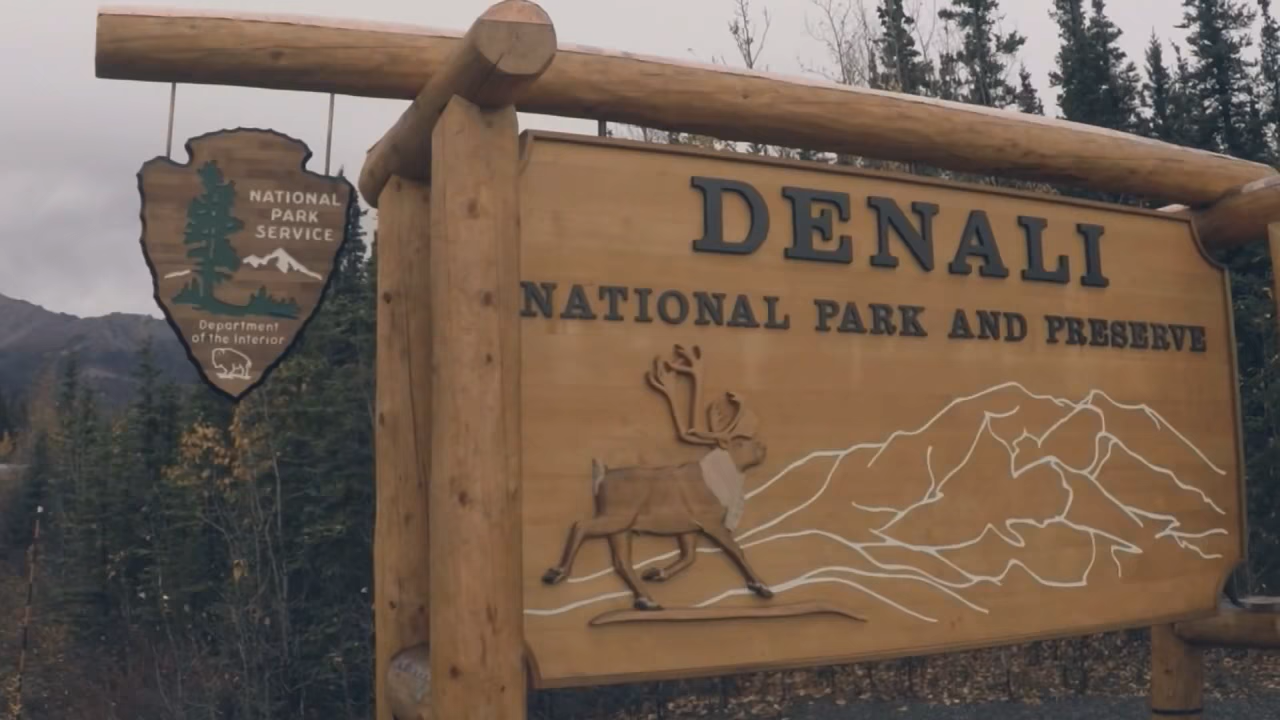 NATIONAL
PARK
SERVICE
Department
of the Interior
DENALI
NATIONAL PARK AND PRESERVE